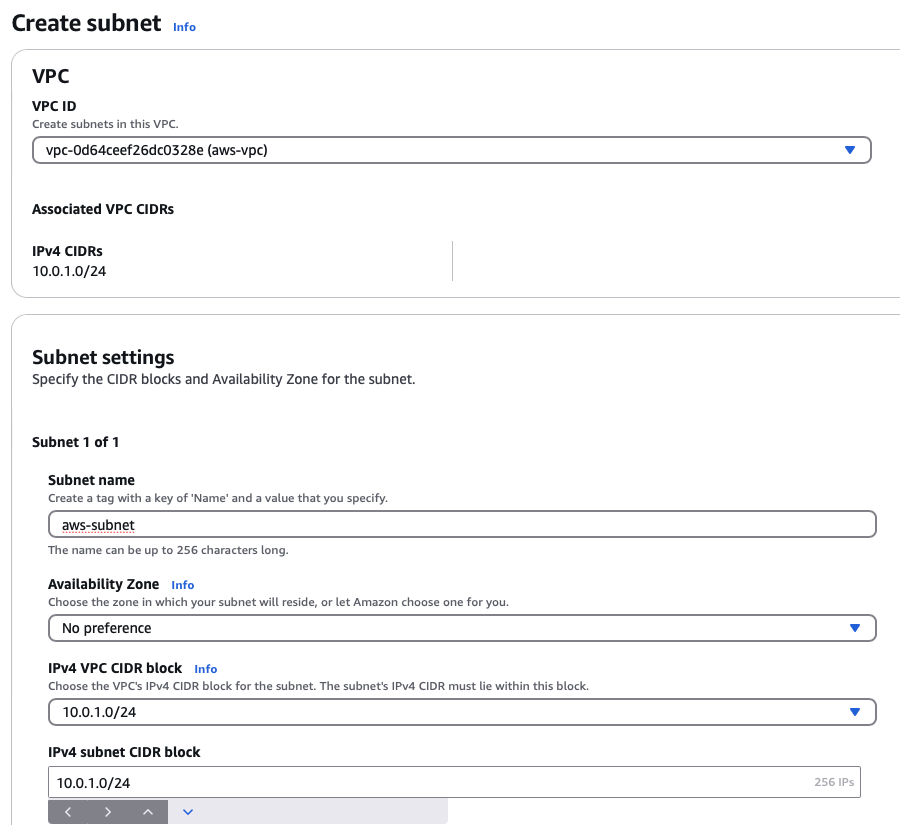 Create subnet Info
VPC
VPC ID
Create subnets in this VPC.
vpc-0d64ceef26dc0328e (aws-vpc)
Associated VPC CIDRs
IPv4 CIDRs
10.0.1.0/24
Subnet settings
Specify the CIDR blocks and Availability Zone for the subnet.
Subnet 1 of 1
Subnet name
Create a tag with a key of 'Name' and a value that you specify.
aws-subnet
The name can be up to 256 characters long.
Availability Zone Info
Choose the zone in which your subnet will reside, or let Amazon choose one for you.
No preference
IPv4 VPC CIDR block Info
Choose the VPC's IPv4 CIDR block for the subnet. The subnet's IPv4 CIDR must lie within this block.
10.0.1.0/24
IPv4 subnet CIDR block
10.0.1.0/24 256 IPs